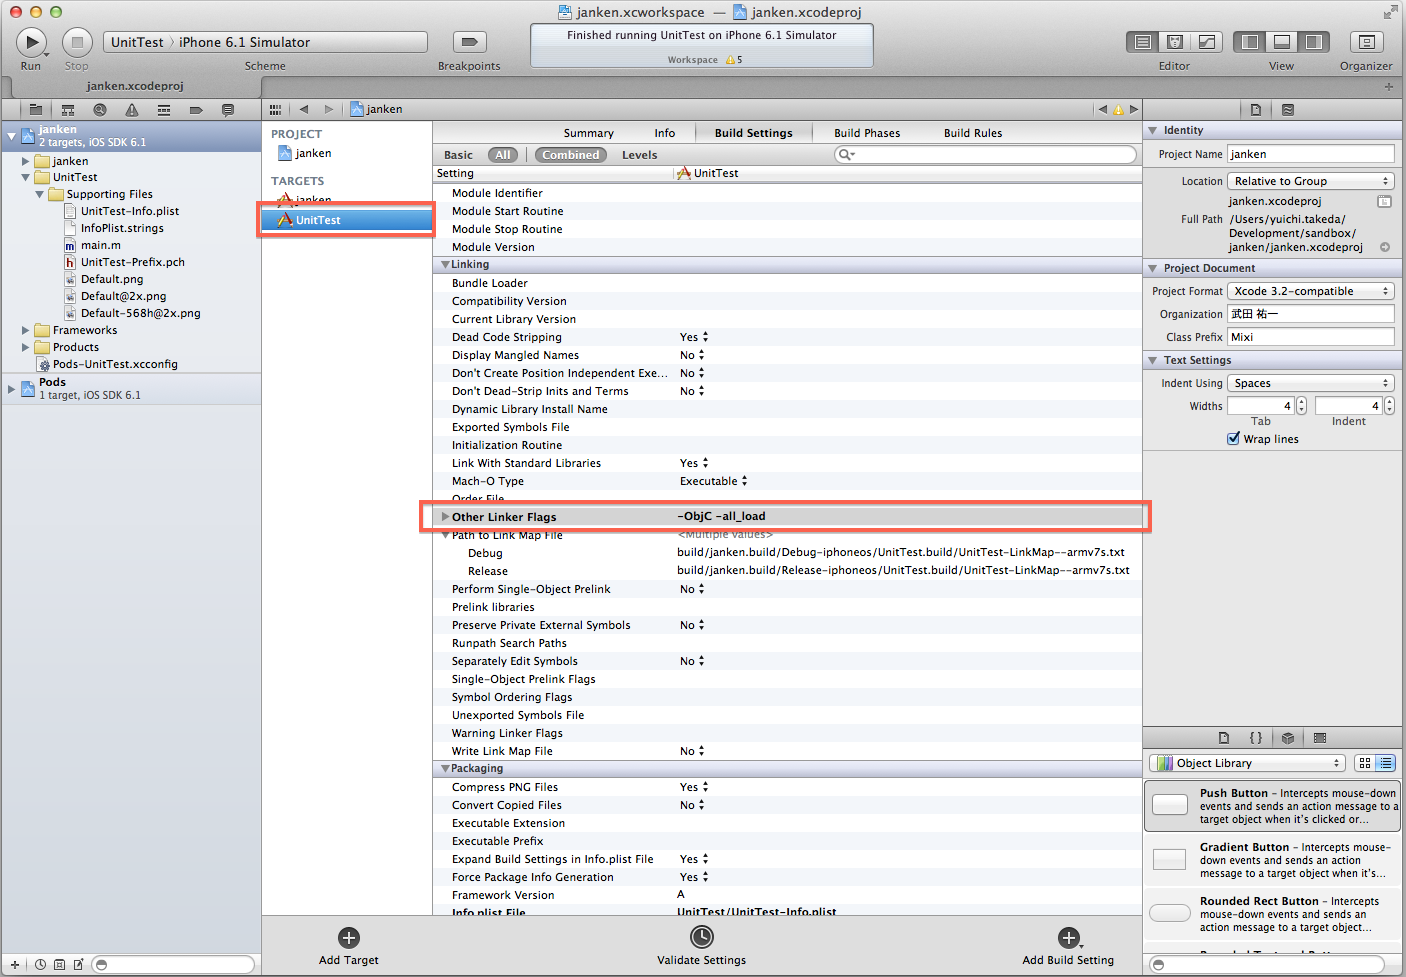 janken.xcworkspace — janken.xcodeproj
Run
Stop
UnitTest 〉 iPhone 6.1 Simulator
Scheme
Breakpoints
Finished running UnitTest on iPhone 6.1 Simulator
Workspace 5
Editor
View
Organizer
janken.xcodeproj
janken
2 targets, iOS SDK 6.1
janken
UnitTest
Supporting Files
UnitTest-Info.plist
InfoPlist.strings
main.m
UnitTest-Prefix.pch
Default.png
Default@2x.png
Default-568h@2x.png
Frameworks
Products
Pods-UnitTest.xcconfig
Pods
1 target, iOS SDK 6.1
janken
PROJECT
janken
TARGETS
janken
UnitTest
Add Target
Summary Info Build Settings Build Phases Build Rules
Basic All Combined Levels
Setting UnitTest
Module Identifier
Module Start Routine
Module Stop Routine
Module Version
Linking
Bundle Loader
Compatibility Version
Current Library Version
Dead Code Stripping Yes
Display Mangled Names No
Don't Create Position Independent Exe... No
Don't Dead-Strip Inits and Terms No
Dynamic Library Install Name
Exported Symbols File
Initialization Routine
Link With Standard Libraries Yes
Mach-O Type Executable
Order File
Other Linker Flags -ObjC -all_load
Path to Link Map File <Multiple values>
Debug build/janken.build/Debug-iphoneos/UnitTest.build/UnitTest-LinkMap--armv7s.txt
Release build/janken.build/Release-iphoneos/UnitTest.build/UnitTest-LinkMap--armv7s.txt
Perform Single-Object Prelink No
Prelink libraries
Preserve Private External Symbols No
Runpath Search Paths
Separately Edit Symbols No
Single-Object Prelink Flags
Symbol Ordering Flags
Unexported Symbols File
Warning Linker Flags
Write Link Map File No
Packaging
Compress PNG Files Yes
Convert Copied Files No
Executable Extension
Executable Prefix
Expand Build Settings in Info.plist File Yes
Force Package Info Generation Yes
Framework Version A
Info.plist File UnitTest/UnitTest-Info.plist
Validate Settings
Add Build Setting
Identity
Project Name janken
Location Relative to Group
janken.xcodeproj
Full Path /Users/yuichi.takeda/
Development/sandbox/
janken/janken.xcodeproj
Project Document
Project Format Xcode 3.2-compatible
Organization 武田 祐一
Class Prefix Mixi
Text Settings
Indent Using Spaces
Widths 4 4
Tab Indent
Wrap lines
{ }
Object Library
Push Button - Intercepts mouse-down
events and sends an action message to a
target object when it's clicked or...
Gradient Button - Intercepts mouse-
down events and sends an action
message to a target object when it's...
Rounded Rect Button - Intercepts
mouse-down events and sends an
action message to a target object...